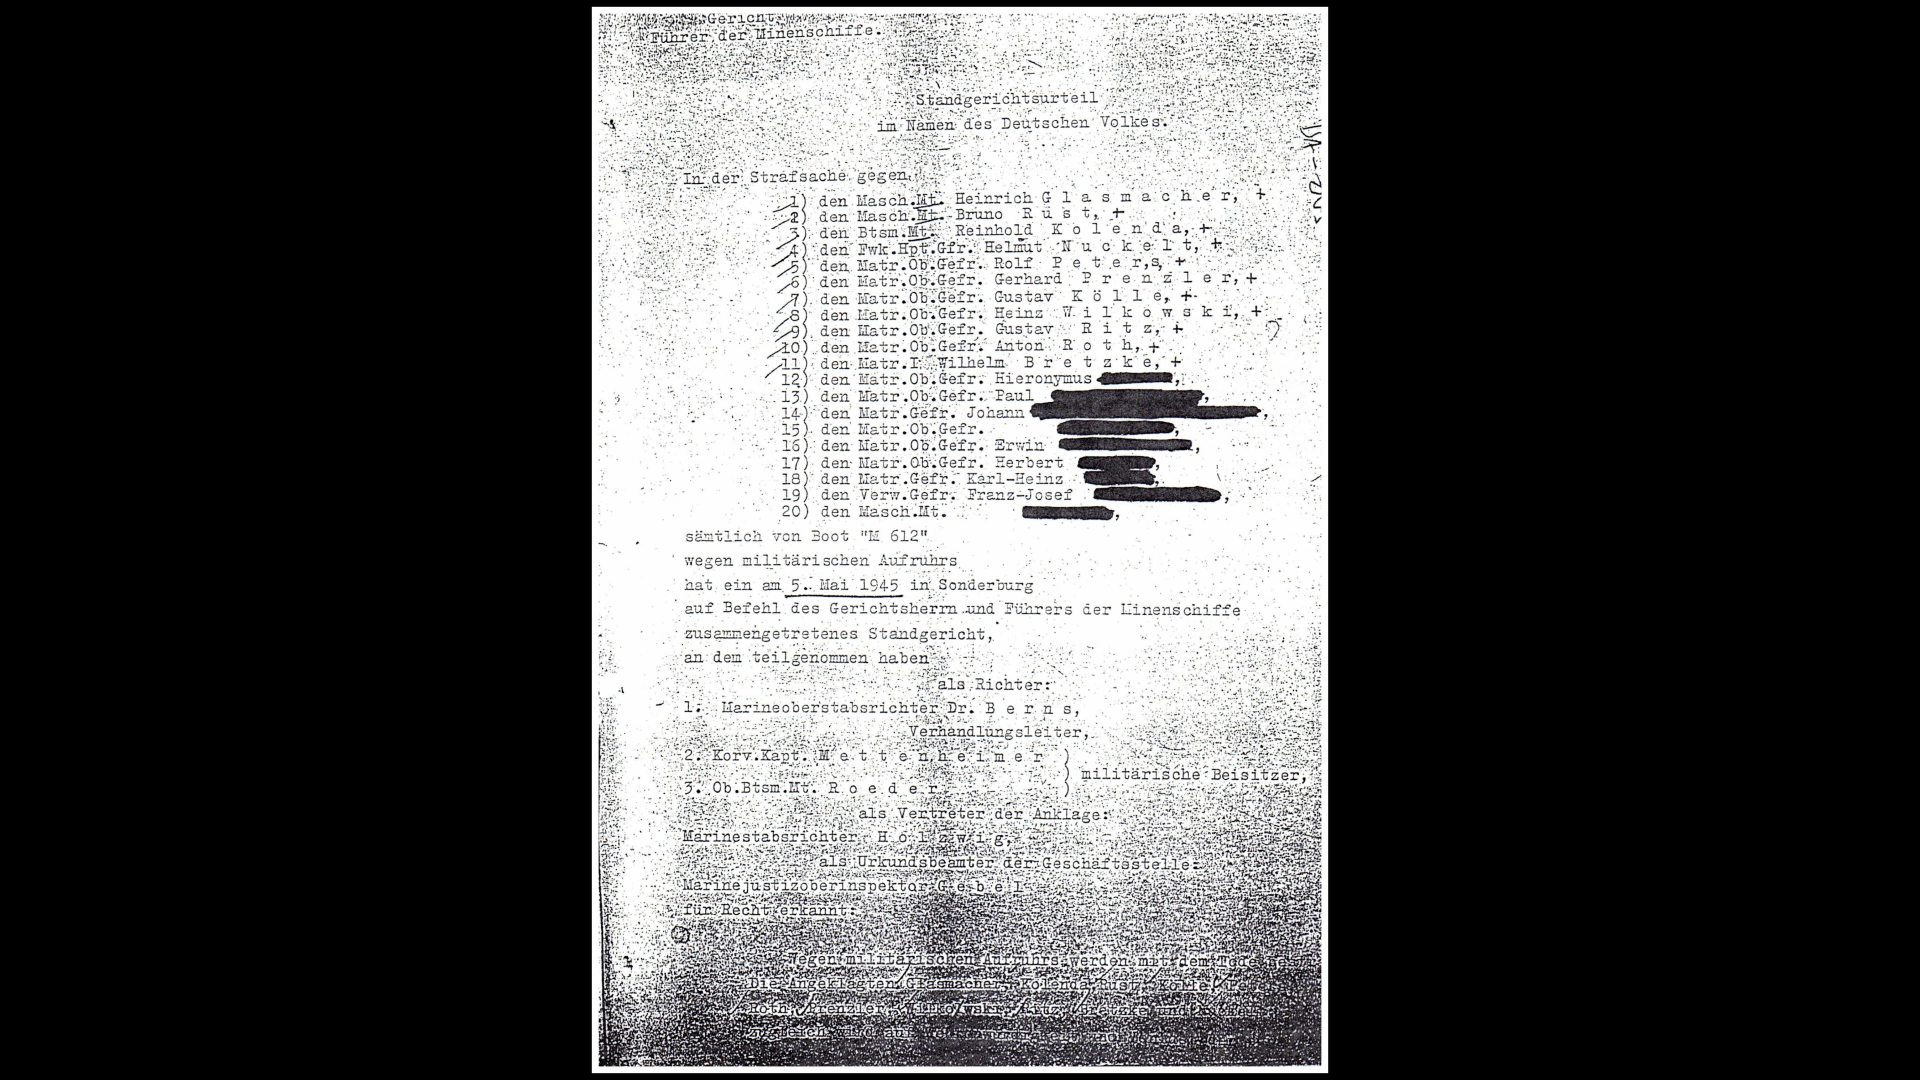 Gericht
Führer der Minenschiffe.
Standgerichtsurteil
im Namen des Deutschen Volkes.
In der Strafsache gegen
1) den Masch.Mt. Heinrich G l a s m a c h e r, +
2) den Masch.Mt. Bruno R u s t, +
3) den Btsm.Mt. Reinhold K o l e n d a, +
4) den Fwk.Hpt.Gfr. Helmut N u c k e l t, +
5) den Matr.Ob.Gefr. Rolf P e t e r s, +
6) den Matr.Ob.Gefr. Gerhard P r e n z l e r, +
7) den Matr.Ob.Gefr. Gustav K ö l l e, +
8) den Matr.Ob.Gefr. Heinz W i l k o w s k i, +
9) den Matr.Ob.Gefr. Gustav R i t z, +
10) den Matr.Ob.Gefr. Anton R o t h, +
11) den Matr.I Wilhelm B r e t z k e, +
12) den Matr.Ob.Gefr. Hieronymus ,
13) den Matr.Ob.Gefr. Paul ,
14) den Matr.Gefr. Johann ,
15) den Matr.Ob.Gefr. ,
16) den Matr.Ob.Gefr. Erwin ,
17) den Matr.Ob.Gefr. Herbert ,
18) den Matr.Gefr. Karl-Heinz ,
19) den Verw.Gefr. Franz-Josef ,
20) den Masch.Mt. ,
sämtlich von Boot "M 612"
wegen militärischen Aufruhrs
hat ein am 5. Mai 1945 in Sonderburg
auf Befehl des Gerichtsherrn und Führers der Minenschiffe
zusammengetretenes Standgericht,
an dem teilgenommen haben
als Richter:
1. Marineoberstabsrichter Dr. B e r n s,
Verhandlungsleiter,
2. Korv.Kapt. M e t t e n h e i m e r
militärische Beisitzer,
3. Ob.Btsm.Mt. R o e d e r
als Vertreter der Anklage:
Marinestabsrichter H o l z w i g,
als Urkundsbeamter der Geschäftsstelle:
Marinejustizoberinspektor G e b e l
für Recht erkannt:
Wegen militärischen Aufruhrs werden mit dem Tode
Die Angeklagten Glasmacher, Kolenda, Rust, Kölle,
Roth, Prenzler, Wilkowski, Ritz, Bretzke und